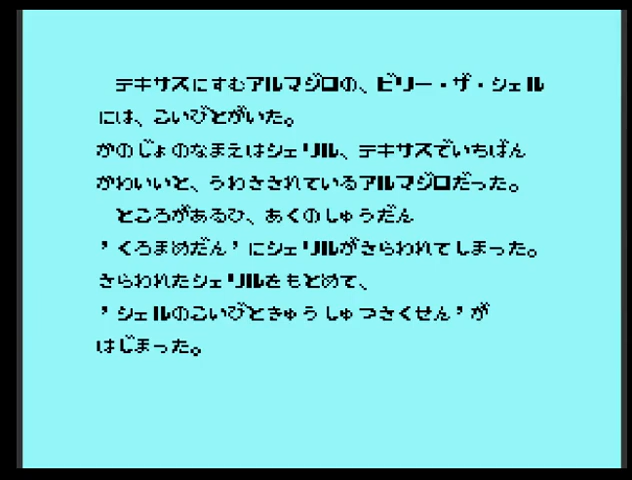 テキサスにすむアルマジロの、ビリー・ザ・シェル
には、こいびとがいた。
かのじょのなまえはシェリル、テキサスでいちばん
かわいいと、うわさされているアルマジロだった。
ところがあるひ、あくのしゅうだん
’くろまめだん’にシェリルがさらわれてしまった。
さらわれたシェリルをもとめて、
’シェルのこいびときゅうしゅつさくせん’が
はじまった。